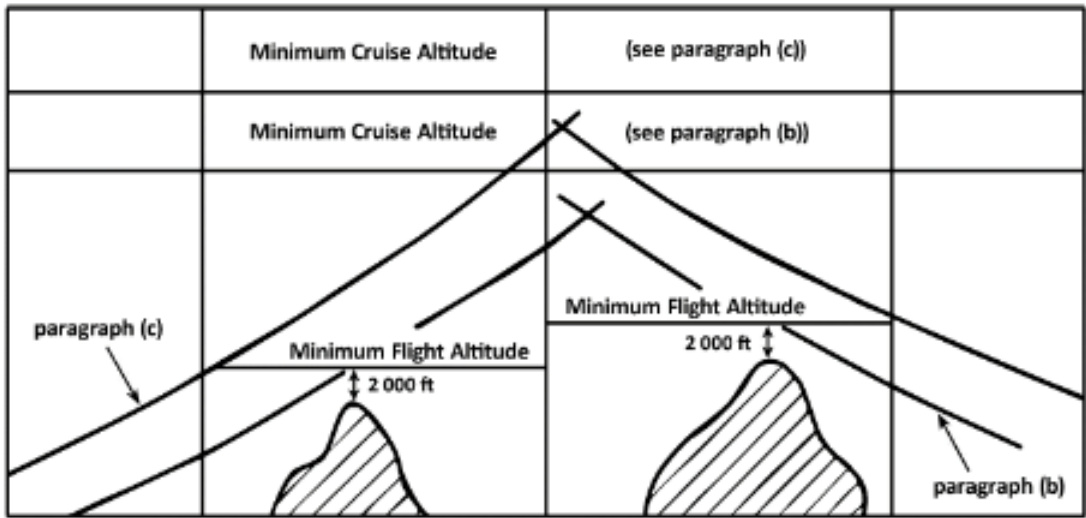 Minimum Cruise Altitude
(see paragraph (c))
Minimum Cruise Altitude
(see paragraph (b))
Minimum Flight Altitude
paragraph (c)
2 000 ft
Minimum Flight Altitude
2 000 ft
paragraph (b)